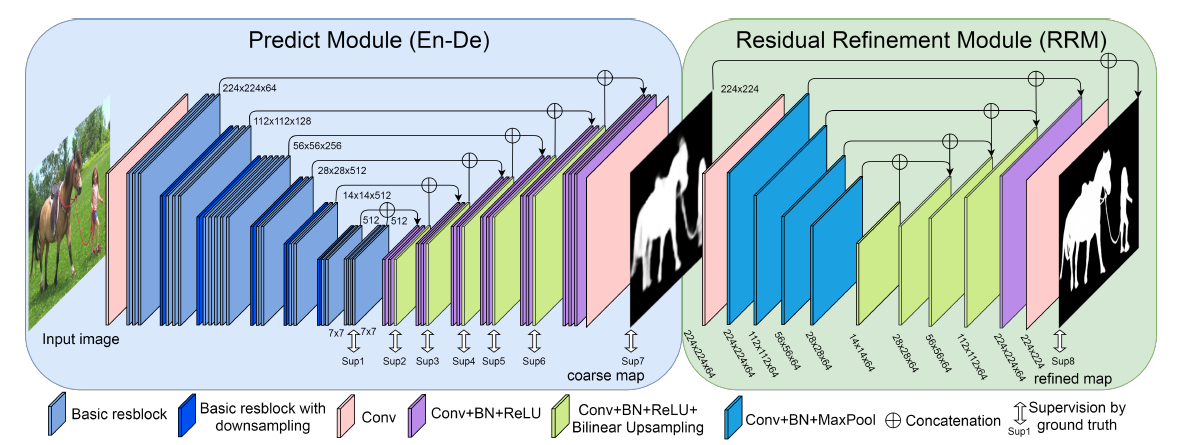 Predict Module (En-De)
Residual Refinement Module (RRM)
224x224x64
112x112x128
56x56x256
28x28x512
14x14x512
512
512
224x224
7x7
7x7
Input image
Sup1
Sup2
Sup3
Sup4
Sup5
Sup6
Sup7
coarse map
224x224x64
224x224x64
112x112x64
56x56x64
28x28x64
14x14x64
28x28x64
56x56x64
112x112x64
224x224x64
224x224
Sup8
refined map
Basic resblock
Basic resblock with
downsampling
Conv
Conv+BN+ReLU
Conv+BN+ReLU+
Bilinear Upsampling
Conv+BN+MaxPool
Concatenation
Sup1
Supervision by
ground truth